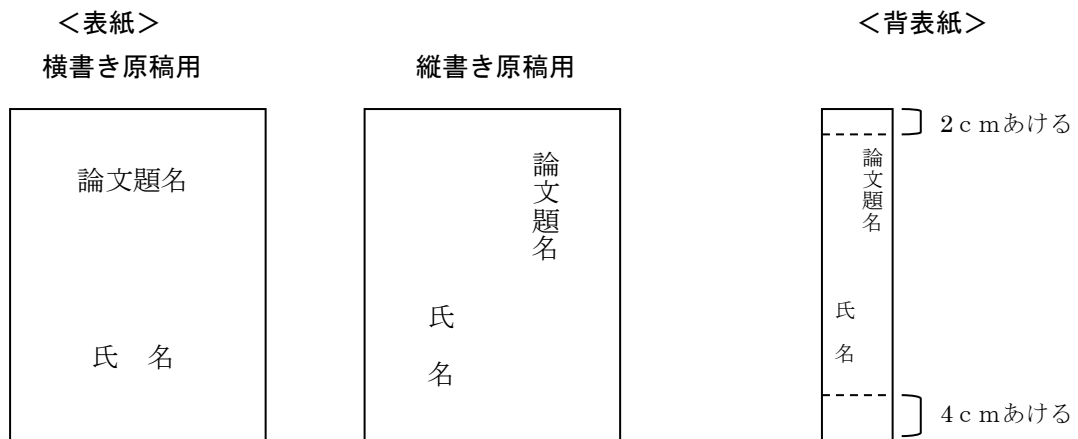 ＜表紙＞
横書き原稿用
論文題名
氏　名
縦書き原稿用
論文題名
氏　名
＜背表紙＞
２ｃｍあける
論文題名
氏　名
４ｃｍあける